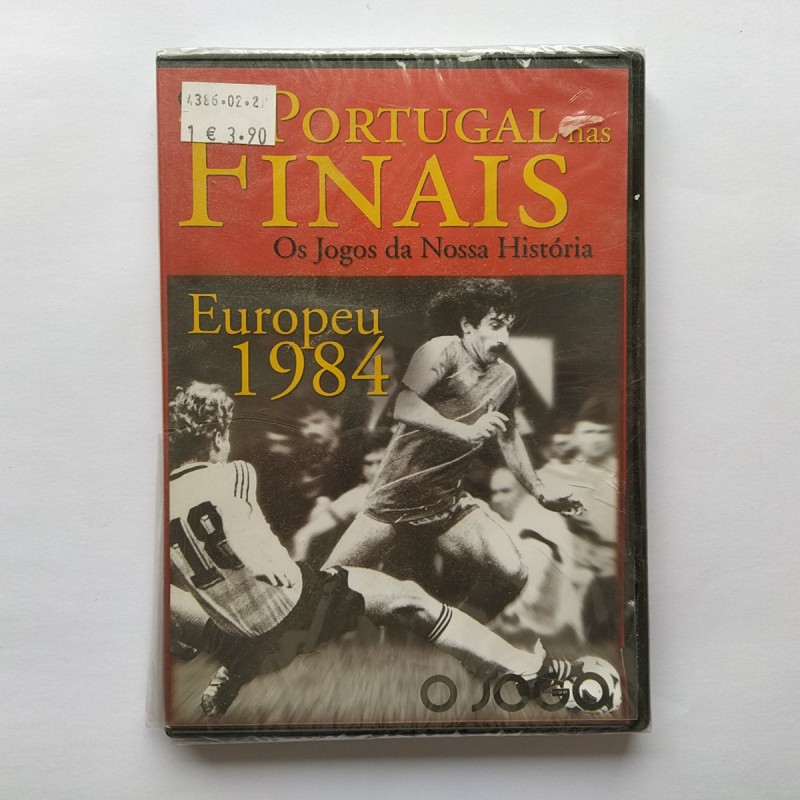 4386.02.2
1 € 3.90
PORTUGAL nas
FINAIS
Os Jogos da Nossa História
Europeu
1984
18
O JOGO